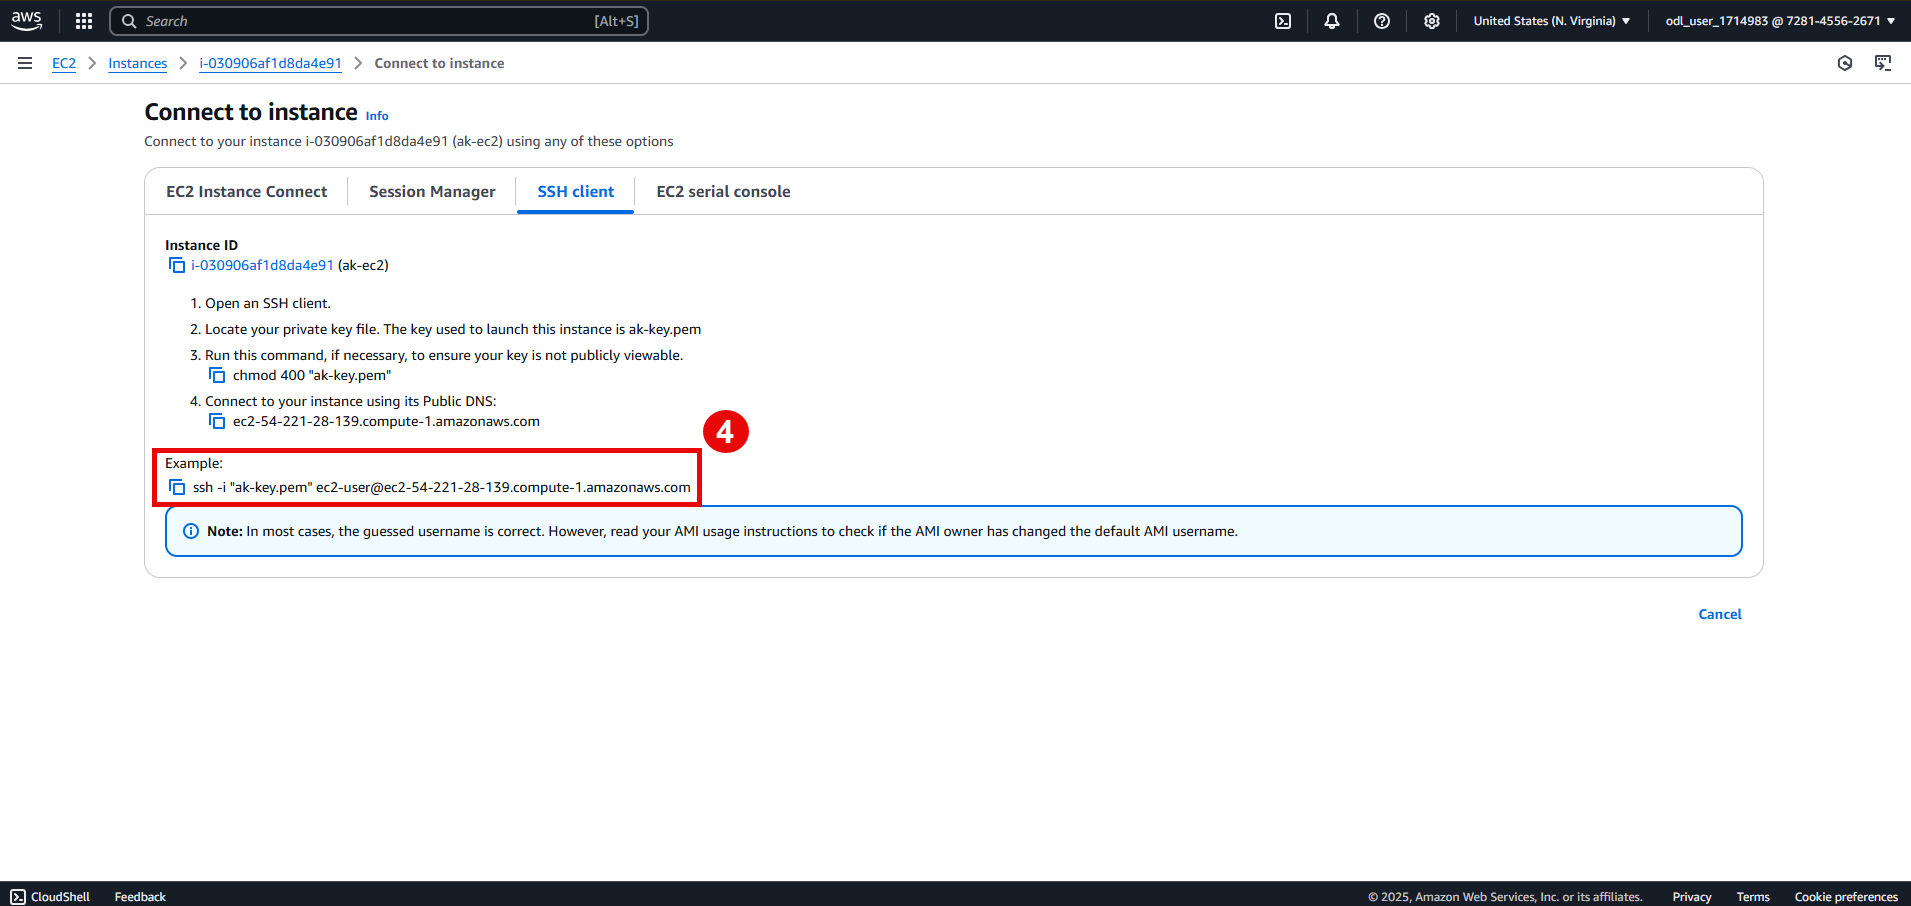 aws
Search [Alt+S]
United States (N. Virginia)
odl_user_1714983 @ 7281-4556-2671
EC2 Instances i-030906af1d8da4e91 Connect to instance
Connect to instance Info
Connect to your instance i-030906af1d8da4e91 (ak-ec2) using any of these options
EC2 Instance Connect Session Manager SSH client EC2 serial console
Instance ID
i-030906af1d8da4e91 (ak-ec2)
1. Open an SSH client.
2. Locate your private key file. The key used to launch this instance is ak-key.pem
3. Run this command, if necessary, to ensure your key is not publicly viewable.
chmod 400 "ak-key.pem"
4. Connect to your instance using its Public DNS:
ec2-54-221-28-139.compute-1.amazonaws.com
4
Example:
ssh -i "ak-key.pem" ec2-user@ec2-54-221-28-139.compute-1.amazonaws.com
Note: In most cases, the guessed username is correct. However, read your AMI usage instructions to check if the AMI owner has changed the default AMI username.
Cancel
CloudShell Feedback
© 2025, Amazon Web Services, Inc. or its affiliates. Privacy Terms Cookie preferences